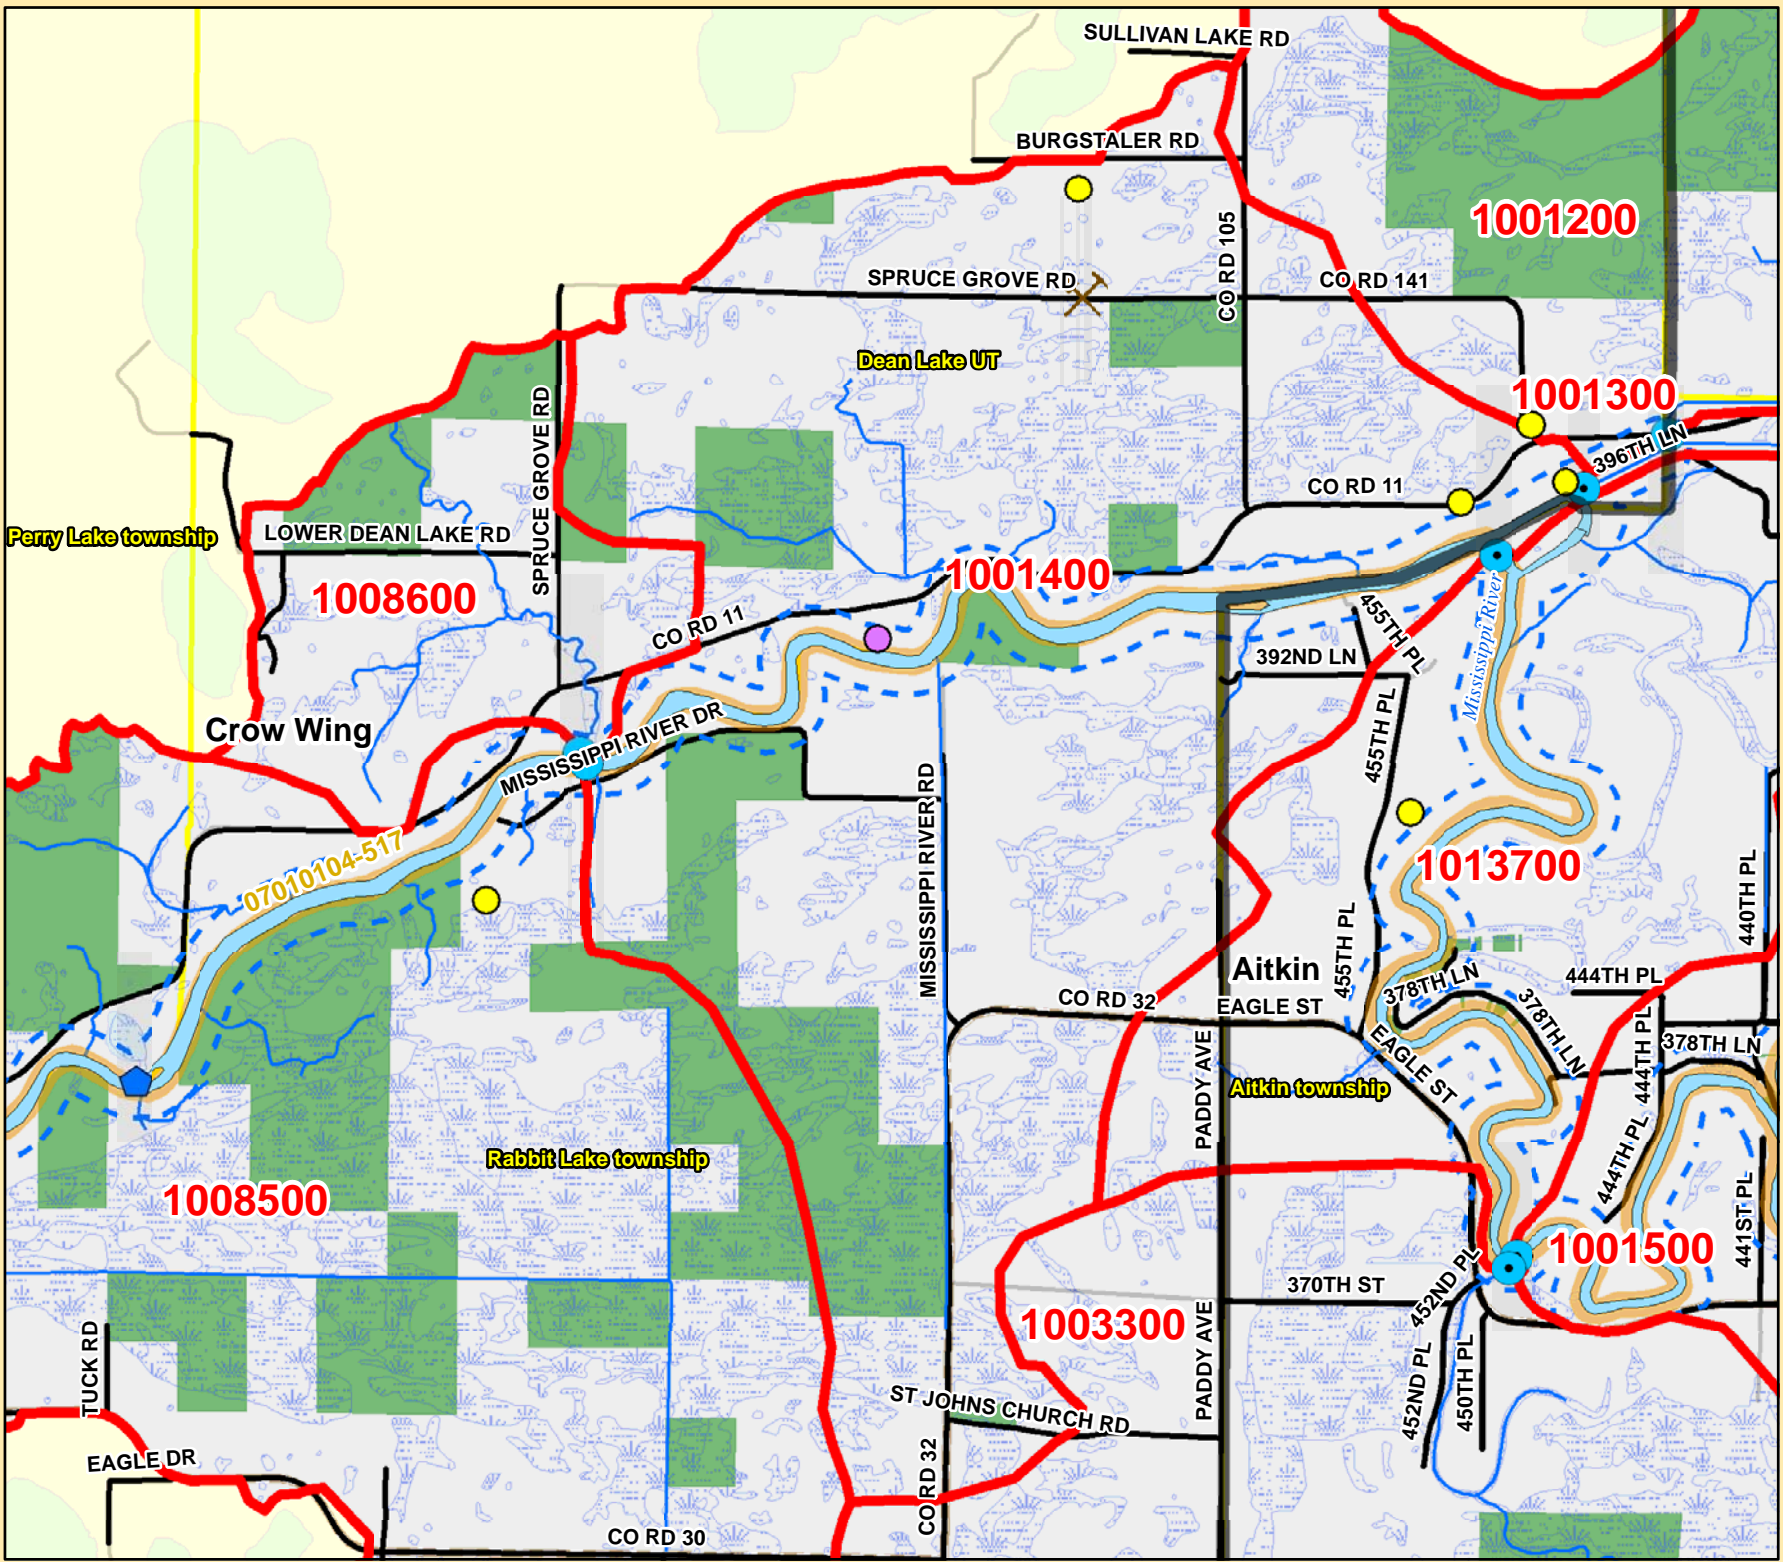 SULLIVAN LAKE RD
BURGSTALER RD
1001200
CO RD 105
SPRUCE GROVE RD
CO RD 141
Dean Lake UT
1001300
SPRUCE GROVE RD
396TH LN
CO RD 11
Perry Lake township
LOWER DEAN LAKE RD
1001400
1008600
CO RD 11
455TH PL
392ND LN
Mississippi River
Crow Wing
MISSISSIPPI RIVER DR
455TH PL
MISSISSIPPI RIVER RD
07010104-517
1013700
440TH PL
455TH PL
Aitkin
378TH LN
444TH PL
CO RD 32
EAGLE ST
378TH LN
444TH PL
378TH LN
EAGLE ST
PADDY AVE
Aitkin township
Rabbit Lake township
444TH PL
1008500
441ST PL
1001500
452ND PL
370TH ST
1003300
PADDY AVE
TUCK RD
452ND PL
450TH PL
ST JOHNS CHURCH RD
EAGLE DR
CO RD 32
CO RD 30